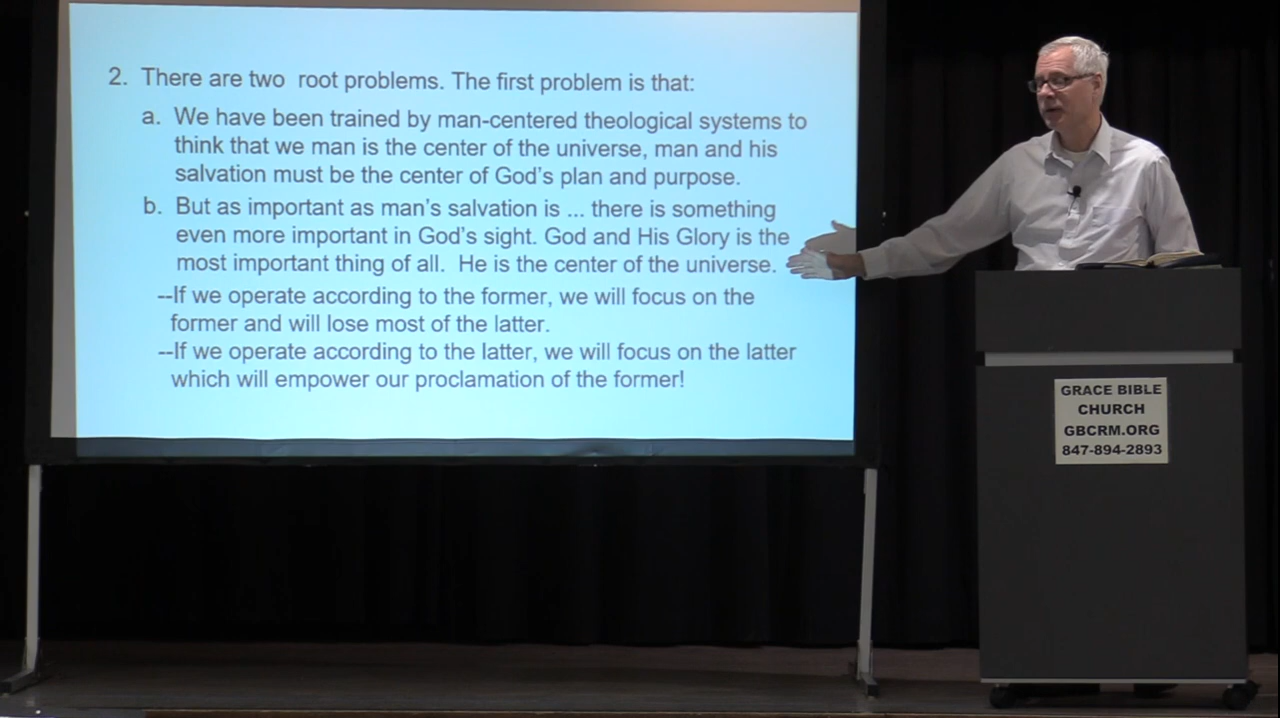 2. There are two root problems. The first problem is that:
a. We have been trained by man-centered theological systems to
think that we man is the center of the universe, man and his
salvation must be the center of God's plan and purpose.
b. But as important as man's salvation is ... there is something
even more important in God's sight. God and His Glory is the
most important thing of all. He is the center of the universe.
--If we operate according to the former, we will focus on the
former and will lose most of the latter.
--If we operate according to the latter, we will focus on the latter
which will empower our proclamation of the former!
GRACE BIBLE
CHURCH
GBCRM.ORG
847-894-2893